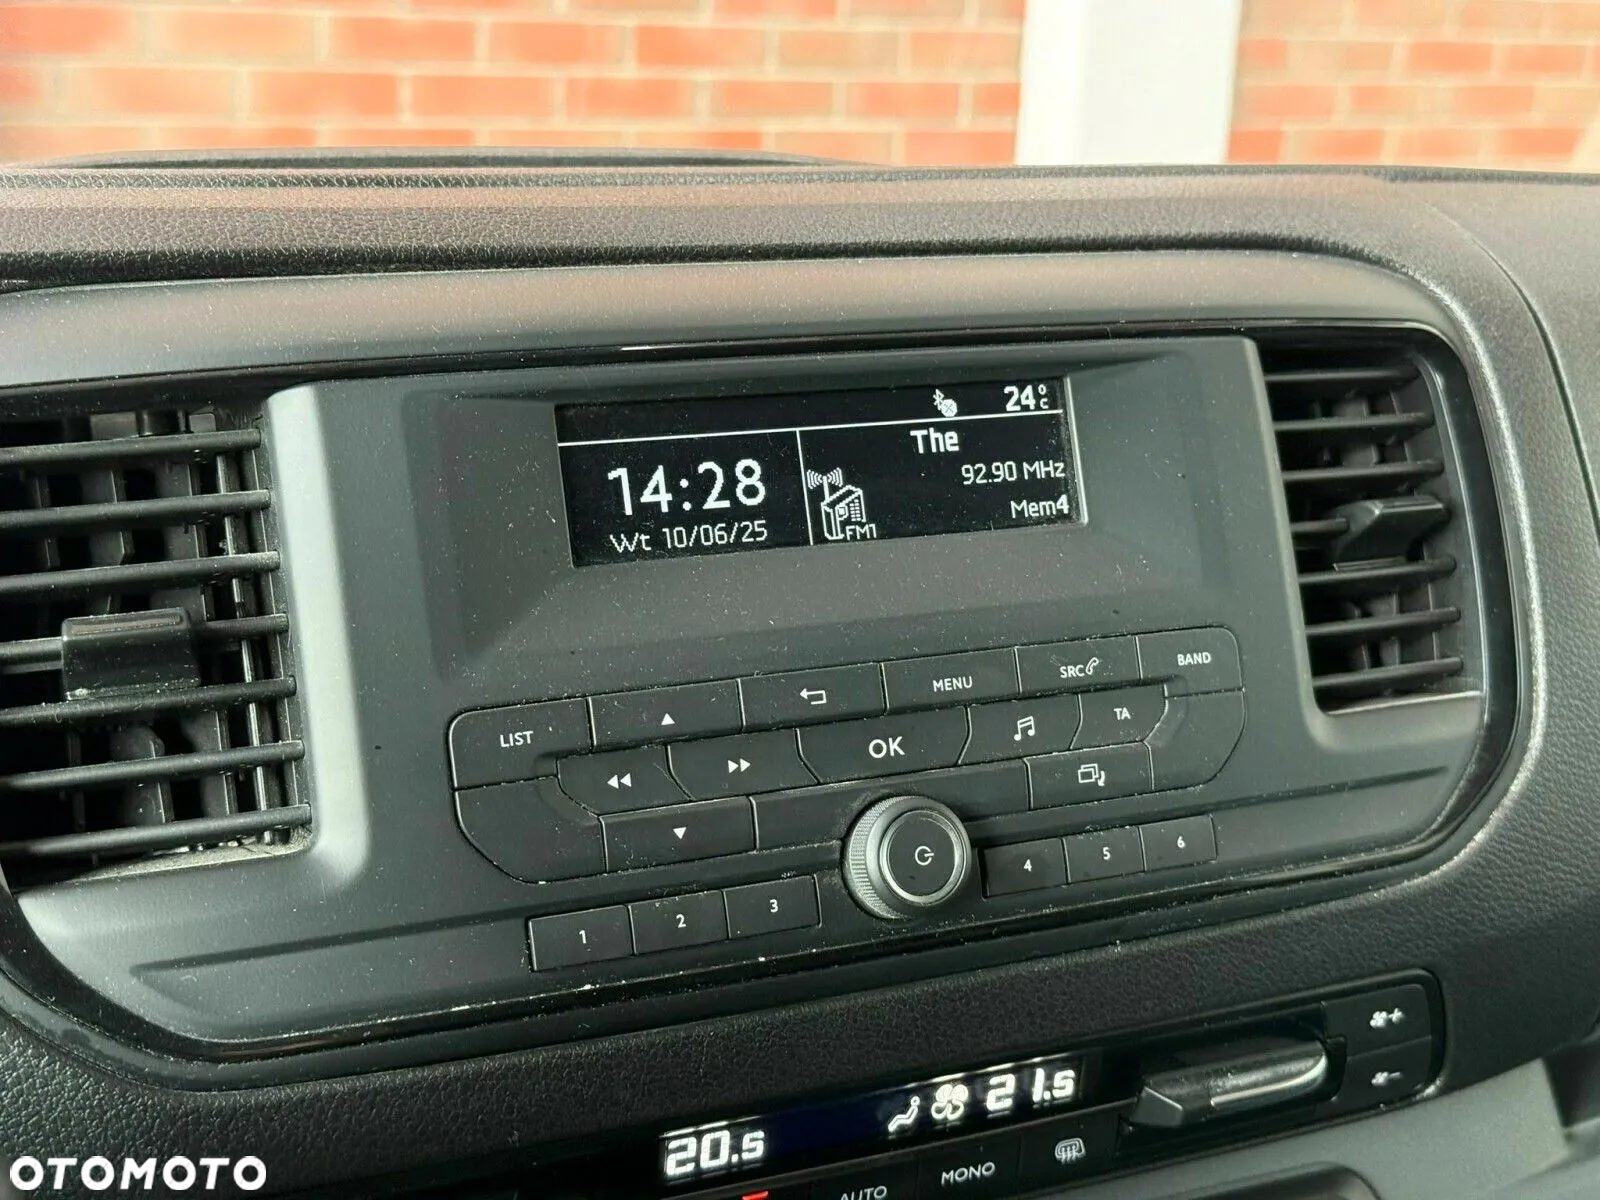 24°C
14:28
Wt 10/06/25
The
92.90 MHz
Mem4
FM1
LIST
MENU
SRC
BAND
OK
TA
1
2
3
4
5
6
20.5
21.5
AUTO
MONO
OTOMOTO